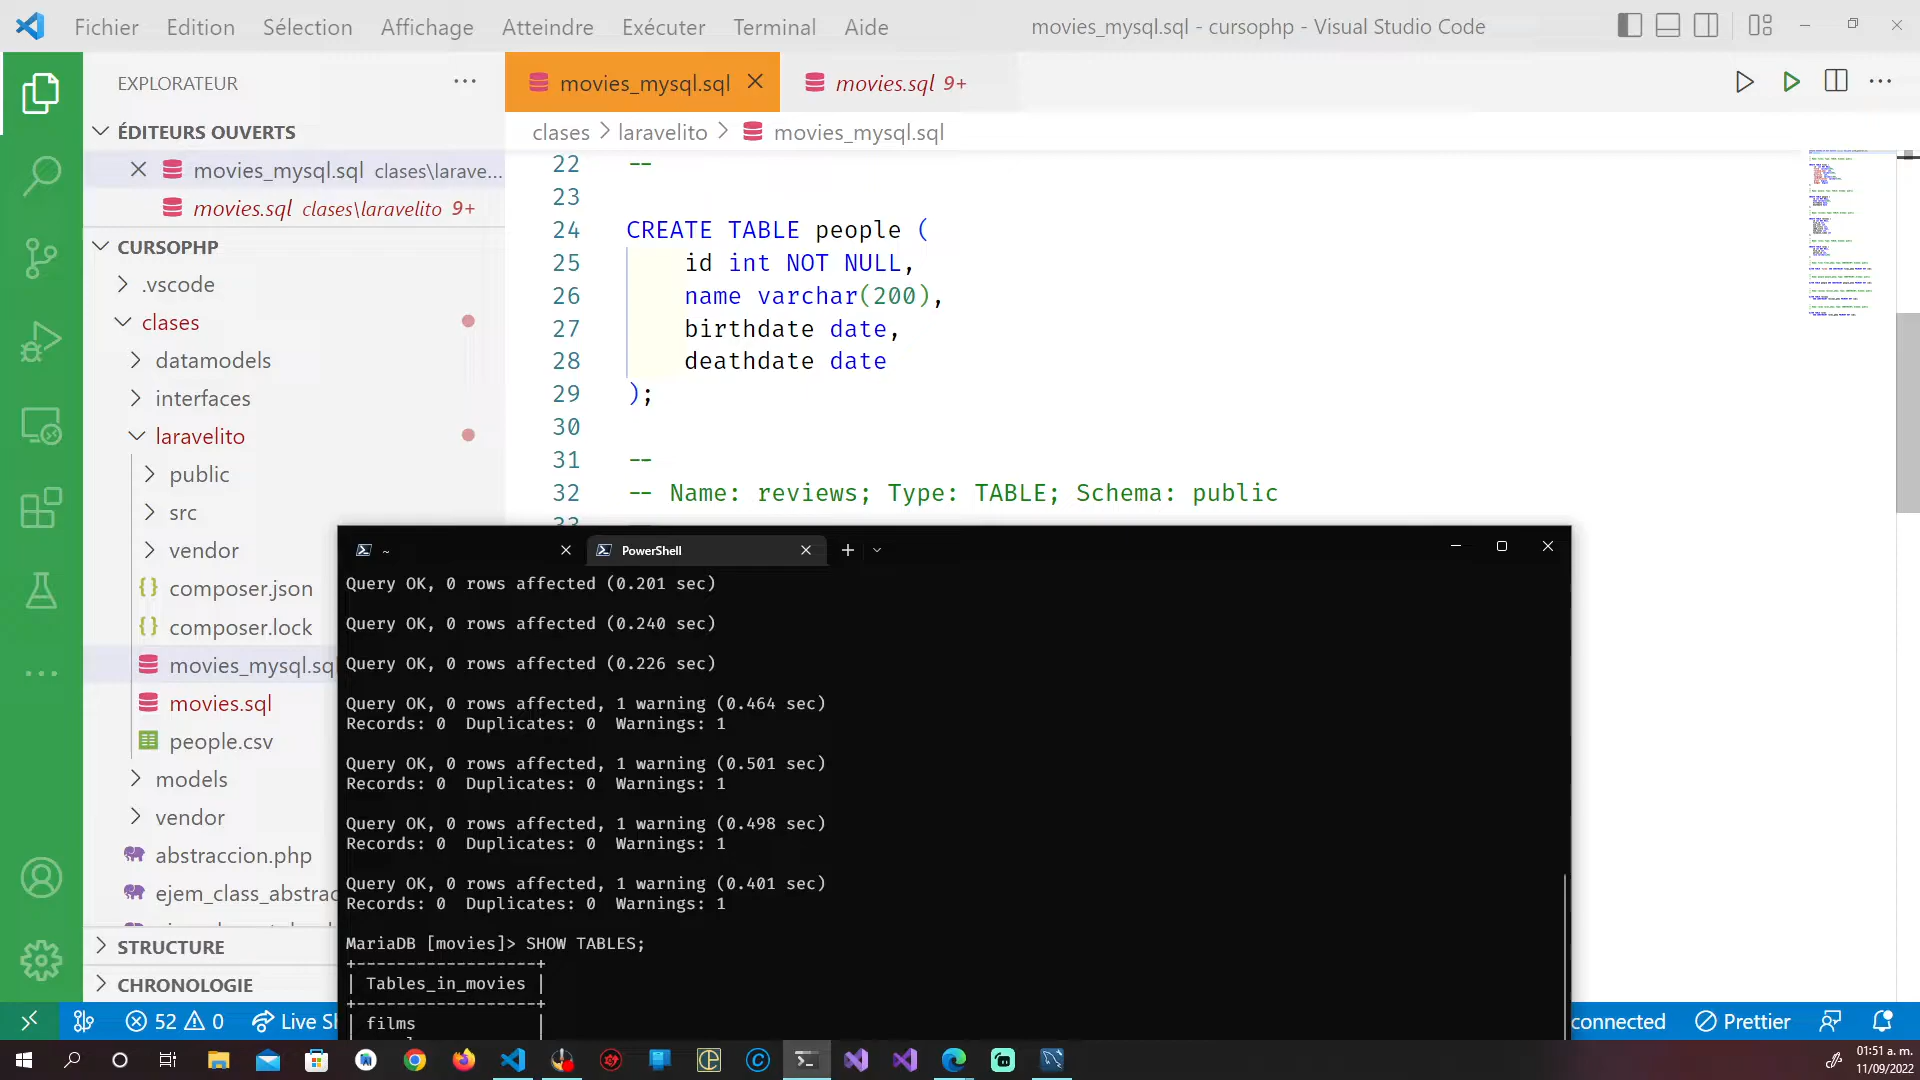 Fichier Edition Sélection Affichage Atteindre Exécuter Terminal Aide
movies_mysql.sql - cursophp - Visual Studio Code
EXPLORATEUR
movies_mysql.sql
movies.sql 9+
clases > laravelito > movies_mysql.sql
ÉDITEURS OUVERTS
movies_mysql.sql clases\larave...
movies.sql clases\laravelito 9+
CURSOPHP
.vscode
clases
datamodels
interfaces
laravelito
public
src
vendor
composer.json
composer.lock
movies_mysql.sql
movies.sql
people.csv
models
vendor
abstraccion.php
ejem_class_abstrac
STRUCTURE
CHRONOLOGIE
22 --
23
24 CREATE TABLE people (
25 id int NOT NULL,
26 name varchar(200),
27 birthdate date,
28 deathdate date
29 );
30
31 --
32 -- Name: reviews; Type: TABLE; Schema: public
33
~
PowerShell
Query OK, 0 rows affected (0.201 sec)
Query OK, 0 rows affected (0.240 sec)
Query OK, 0 rows affected (0.226 sec)
Query OK, 0 rows affected, 1 warning (0.464 sec)
Records: 0 Duplicates: 0 Warnings: 1
Query OK, 0 rows affected, 1 warning (0.501 sec)
Records: 0 Duplicates: 0 Warnings: 1
Query OK, 0 rows affected, 1 warning (0.498 sec)
Records: 0 Duplicates: 0 Warnings: 1
Query OK, 0 rows affected, 1 warning (0.401 sec)
Records: 0 Duplicates: 0 Warnings: 1
MariaDB [movies]> SHOW TABLES;
+------------------+
| Tables_in_movies |
+------------------+
| films |
52 0 Live Sh
connected Prettier
01:51 a. m.
11/09/2022